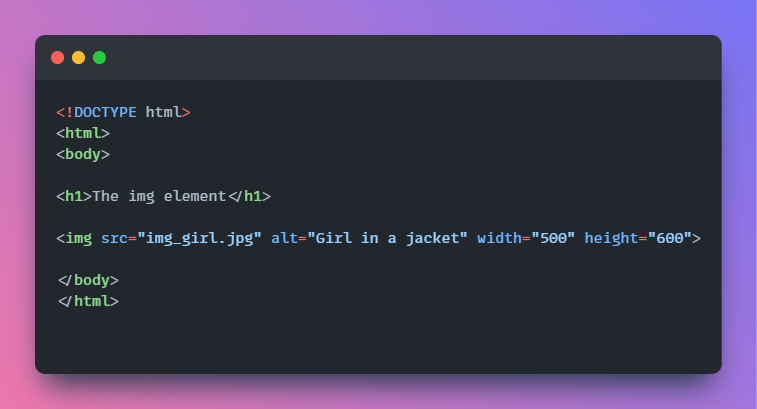 <!DOCTYPE html>
<html>
<body>
<h1>The img element</h1>
<img src="img_girl.jpg" alt="Girl in a jacket" width="500" height="600">
</body>
</html>